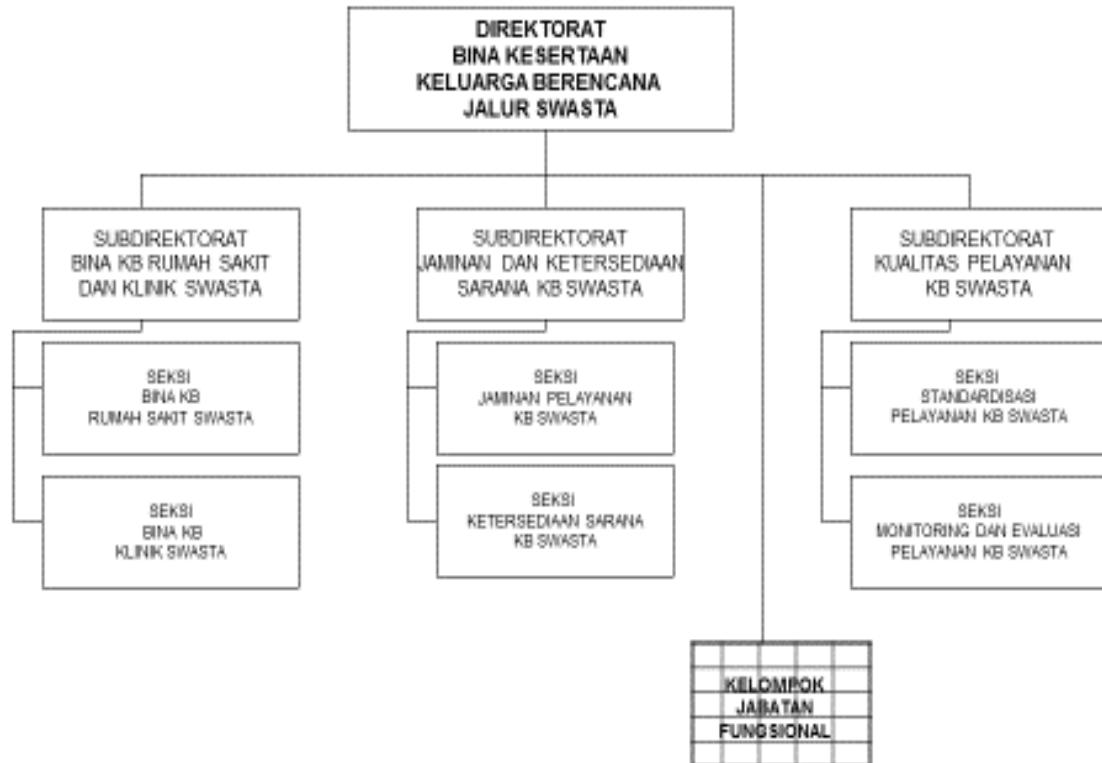 DIREKTORAT
BINA KESERTAAN
KELUARGA BERENCANA
JALUR SWASTA
SUBDIREKTORAT
BINA KB RUMAH SAKIT
DAN KLINIK SWASTA
SUBDIREKTORAT
JAMINAN DAN KETERSEDIAAN
SARANA KB SWASTA
SUBDIREKTORAT
KUALITAS PELAYANAN
KB SWASTA
SEKSI
BINA KB
RUMAH SAKIT SWASTA
SEKSI
JAMINAN PELAYANAN
KB SWASTA
SEKSI
STANDARDISASI
PELAYANAN KB SWASTA
SEKSI
BINA KB
KLINIK SWASTA
SEKSI
KETERSEDIAAN SARANA
KB SWASTA
SEKSI
MONITORING DAN EVALUASI
PELAYANAN KB SWASTA
KELOMPOK
JABATAN
FUNGSIONAL